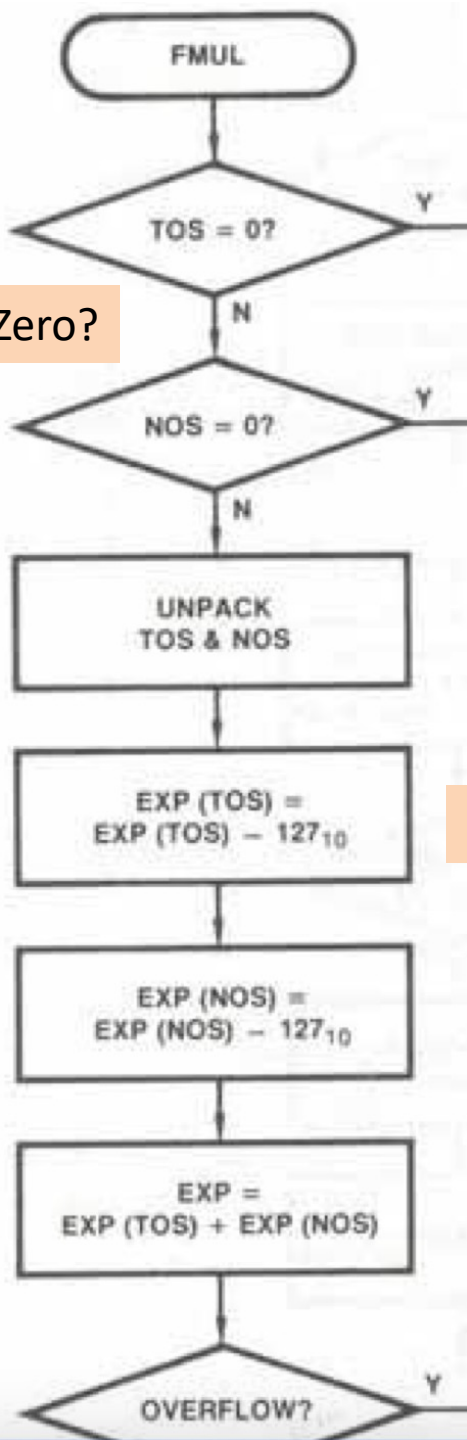 FMUL
TOS = 0?
Y
N
Zero?
NOS = 0?
Y
N
UNPACK
TOS & NOS
EXP (TOS) =
EXP (TOS) − 127₁₀
EXP (NOS) =
EXP (NOS) − 127₁₀
EXP =
EXP (TOS) + EXP (NOS)
OVERFLOW?
Y